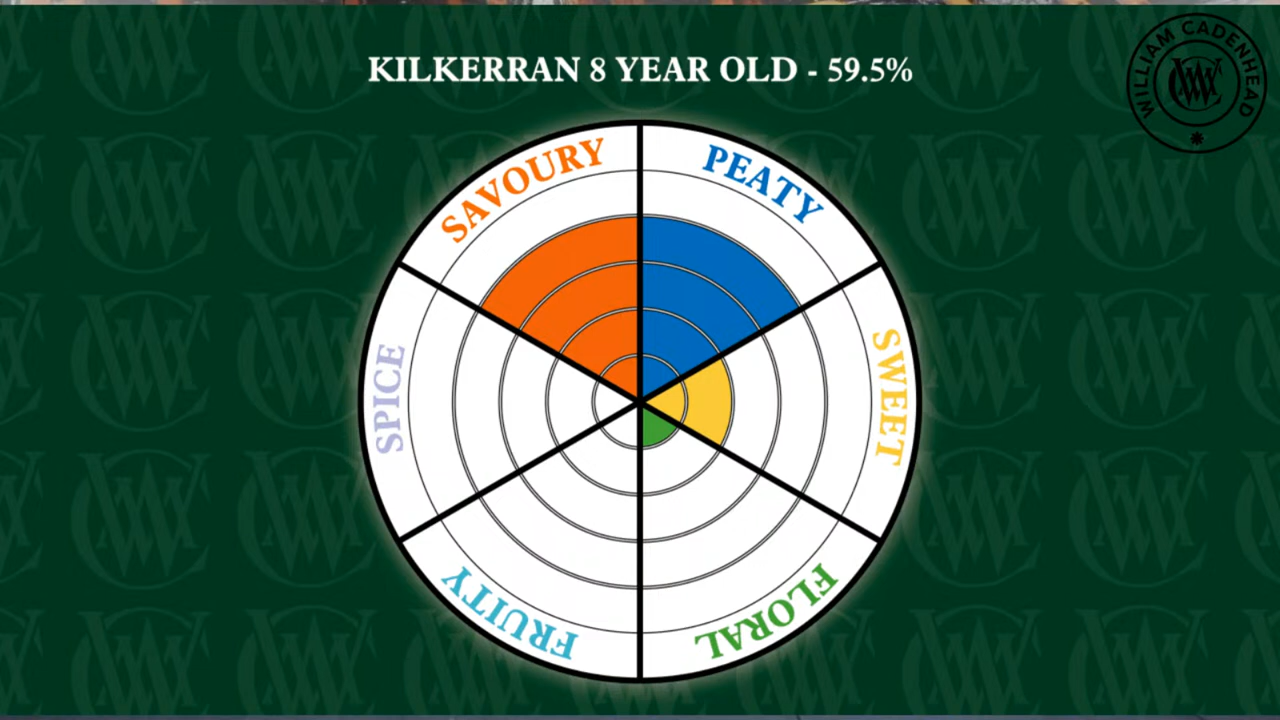 KILKERRAN 8 YEAR OLD - 59.5%
WILLIAM CADENHEAD
SAVOURY
PEATY
SPICE
SWEET
FRUITY
FLORAL